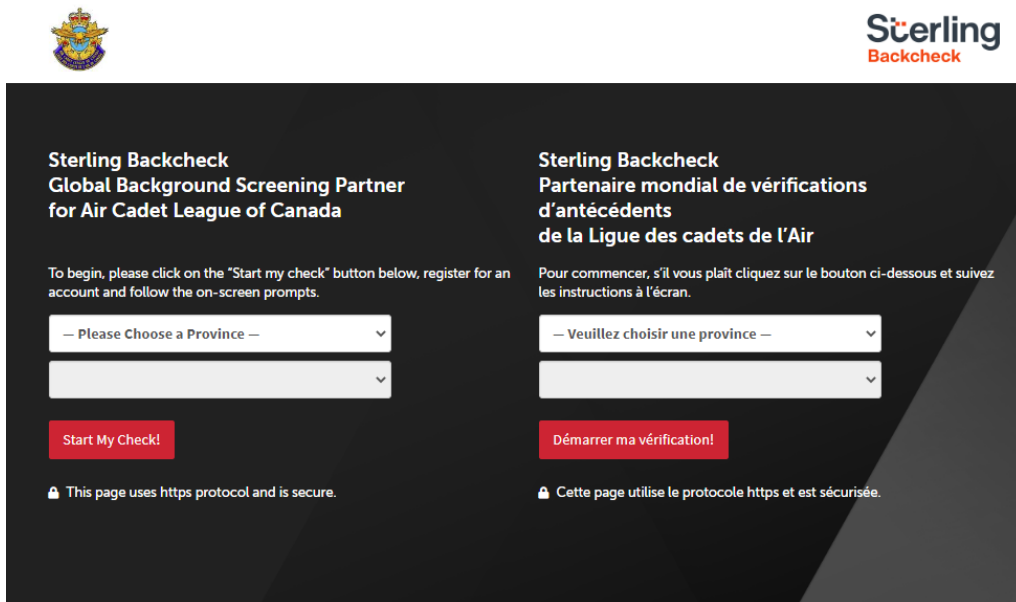 Sterling
Backcheck
Sterling Backcheck
Global Background Screening Partner
for Air Cadet League of Canada
To begin, please click on the "Start my check" button below, register for an
account and follow the on-screen prompts.
— Please Choose a Province —
Start My Check!
This page uses https protocol and is secure.
Sterling Backcheck
Partenaire mondial de vérifications
d'antécédents
de la Ligue des cadets de l'Air
Pour commencer, s'il vous plaît cliquez sur le bouton ci-dessous et suivez
les instructions à l'écran.
— Veuillez choisir une province —
Démarrer ma vérification!
Cette page utilise le protocole https et est sécurisée.